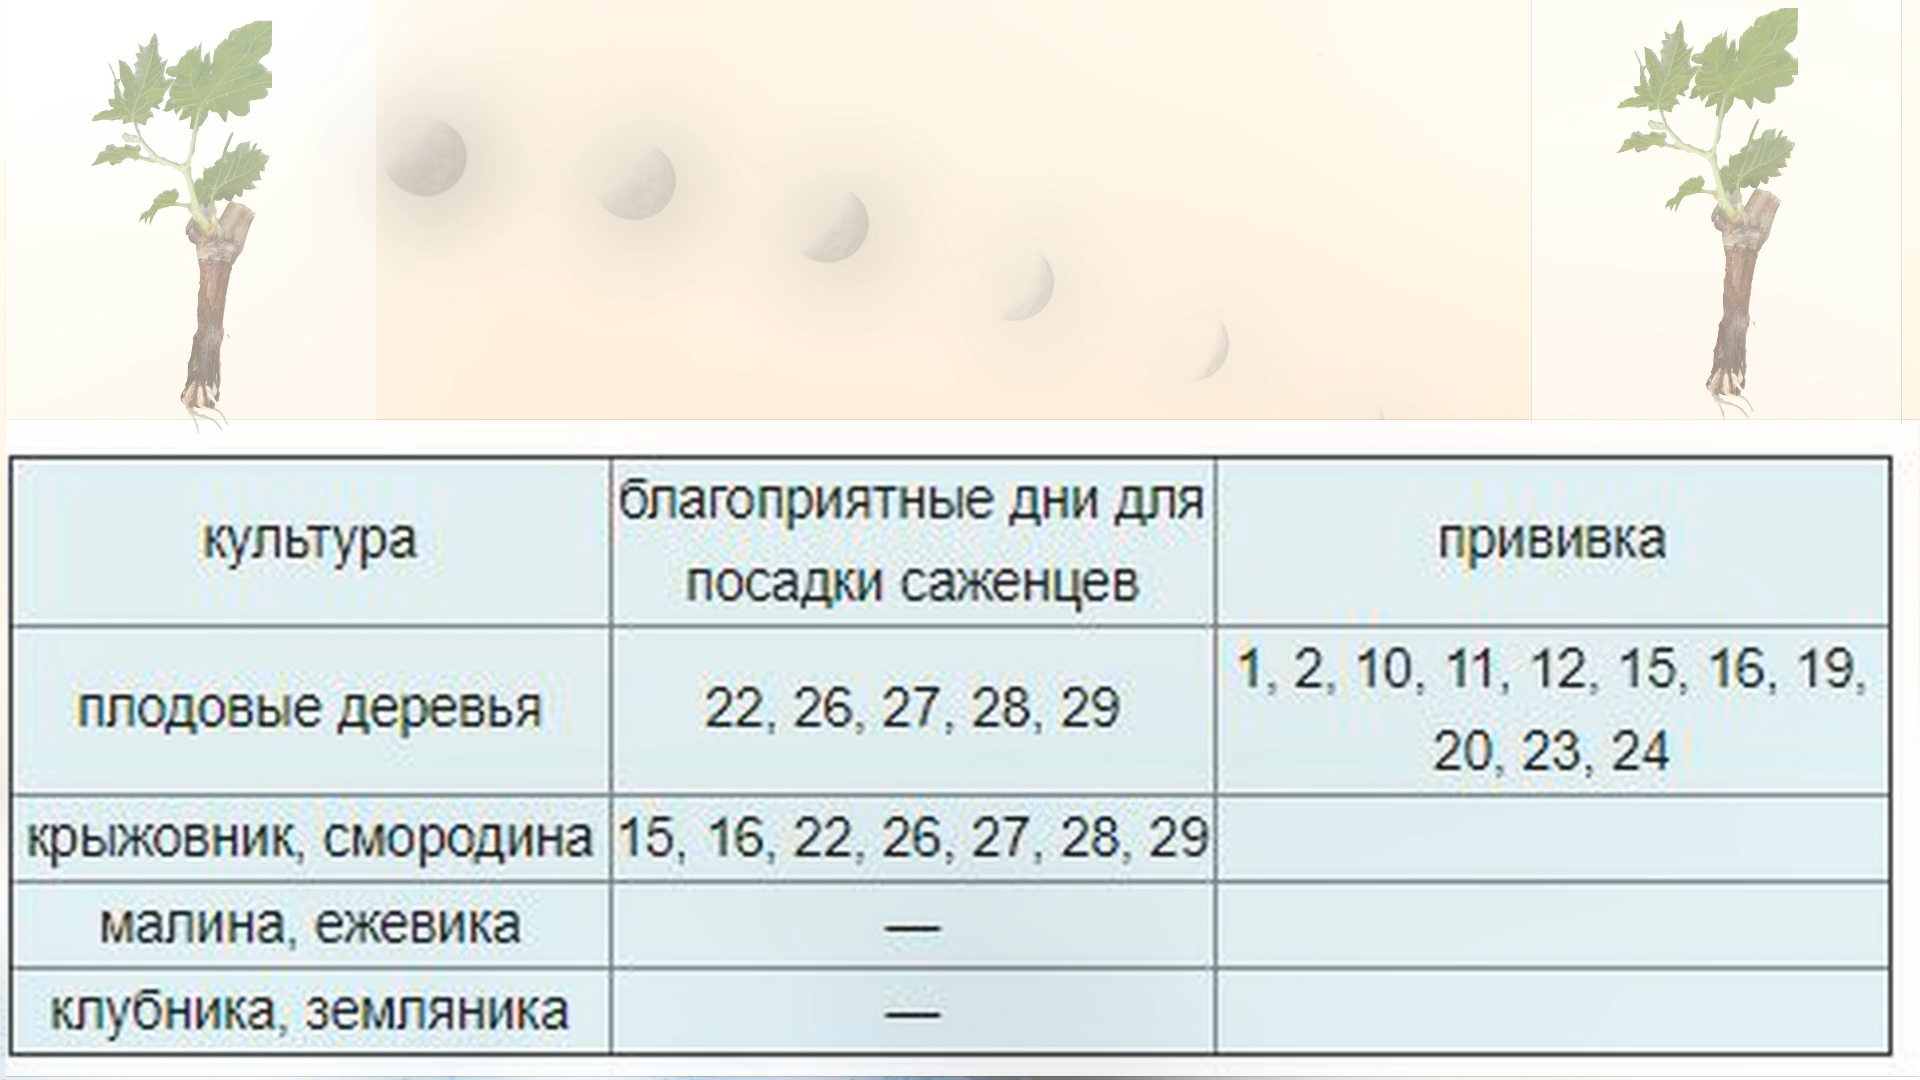 культура
благоприятные дни для
посадки саженцев
прививка
плодовые деревья
22, 26, 27, 28, 29
1, 2, 10, 11, 12, 15, 16, 19,
20, 23, 24
крыжовник, смородина
15, 16, 22, 26, 27, 28, 29
малина, ежевика
—
клубника, земляника
—